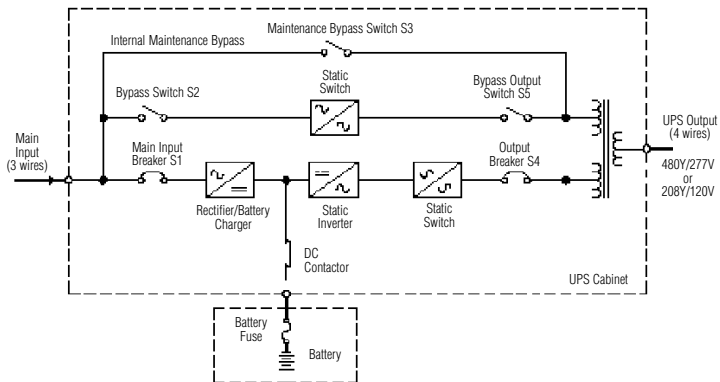 Internal Maintenance Bypass
Maintenance Bypass Switch S3
Bypass Switch S2
Static
Switch
Bypass Output
Switch S5
Main
Input
(3 wires)
Main Input
Breaker S1
Rectifier/Battery
Charger
Static
Inverter
Static
Switch
Output
Breaker S4
UPS Output
(4 wires)
480Y/277V
or
208Y/120V
DC
Contactor
UPS Cabinet
Battery
Fuse
Battery